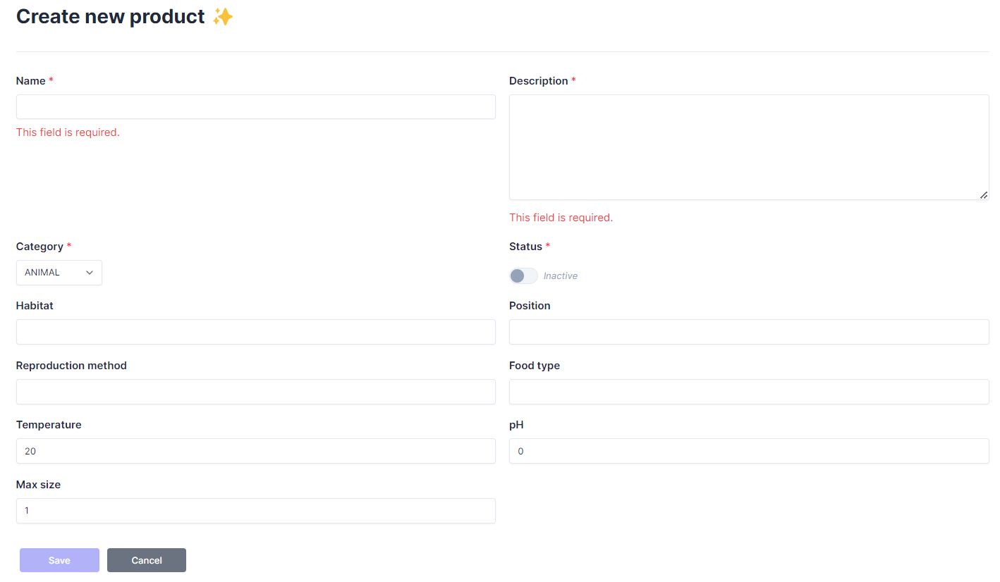 Create new product ✨
Name *
Description *
This field is required.
This field is required.
Category *
Status *
ANIMAL
Inactive
Habitat
Position
Reproduction method
Food type
Temperature
pH
20
0
Max size
1
Save
Cancel